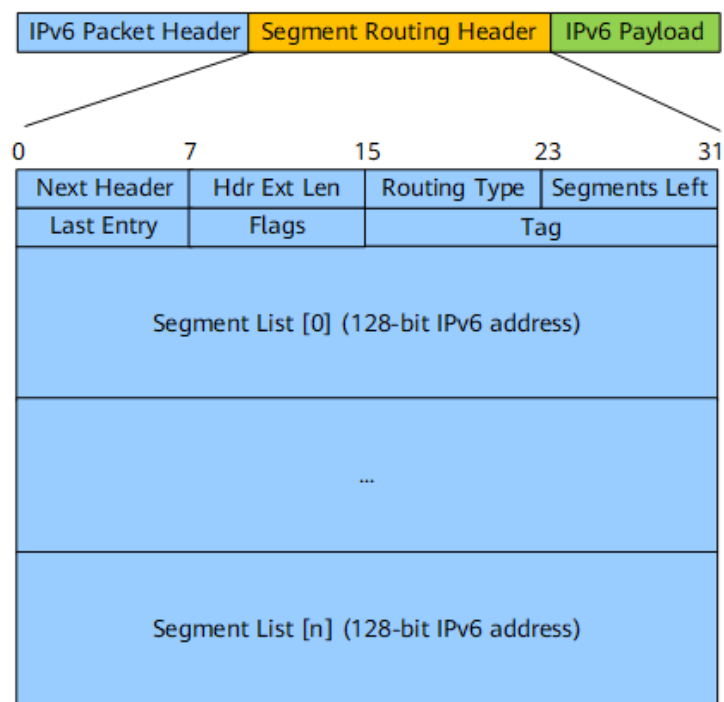 IPv6 Packet Header Segment Routing Header IPv6 Payload
0 7 15 23 31
Next Header Hdr Ext Len Routing Type Segments Left
Last Entry Flags Tag
Segment List [0] (128-bit IPv6 address)
...
Segment List [n] (128-bit IPv6 address)